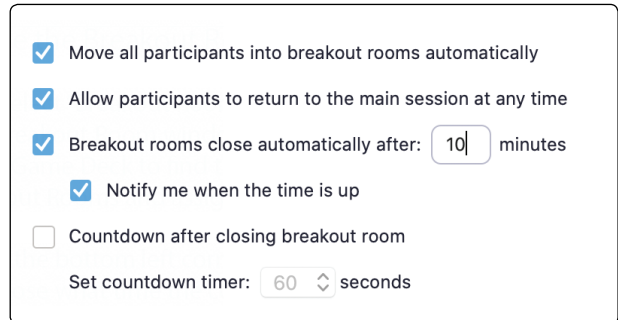 Move all participants into breakout rooms automatically
Allow participants to return to the main session at any time
Breakout rooms close automatically after: 10 minutes
Notify me when the time is up
Countdown after closing breakout room
Set countdown timer: 60 seconds